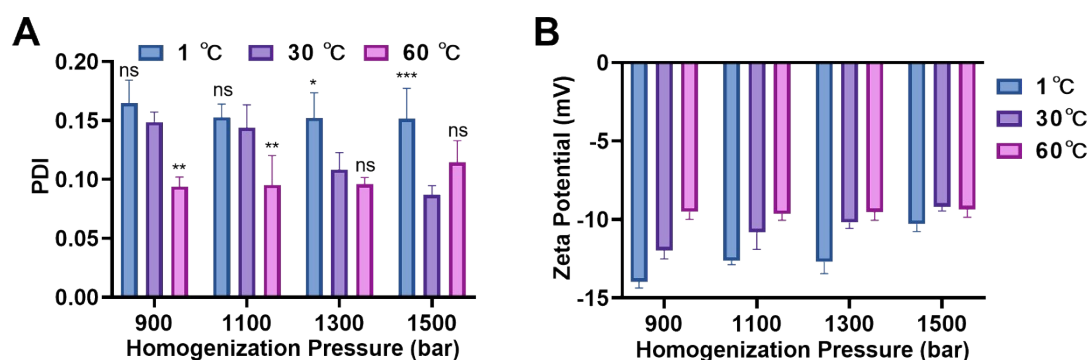 A
1 °C 30 °C 60 °C
PDI
0.20
0.15
0.10
0.05
0.00
ns ** ns ** * ns *** ns
900 1100 1300 1500
Homogenization Pressure (bar)
B
Zeta Potential (mV)
0
-5
-10
-15
1 °C
30 °C
60 °C
900 1100 1300 1500
Homogenization Pressure (bar)